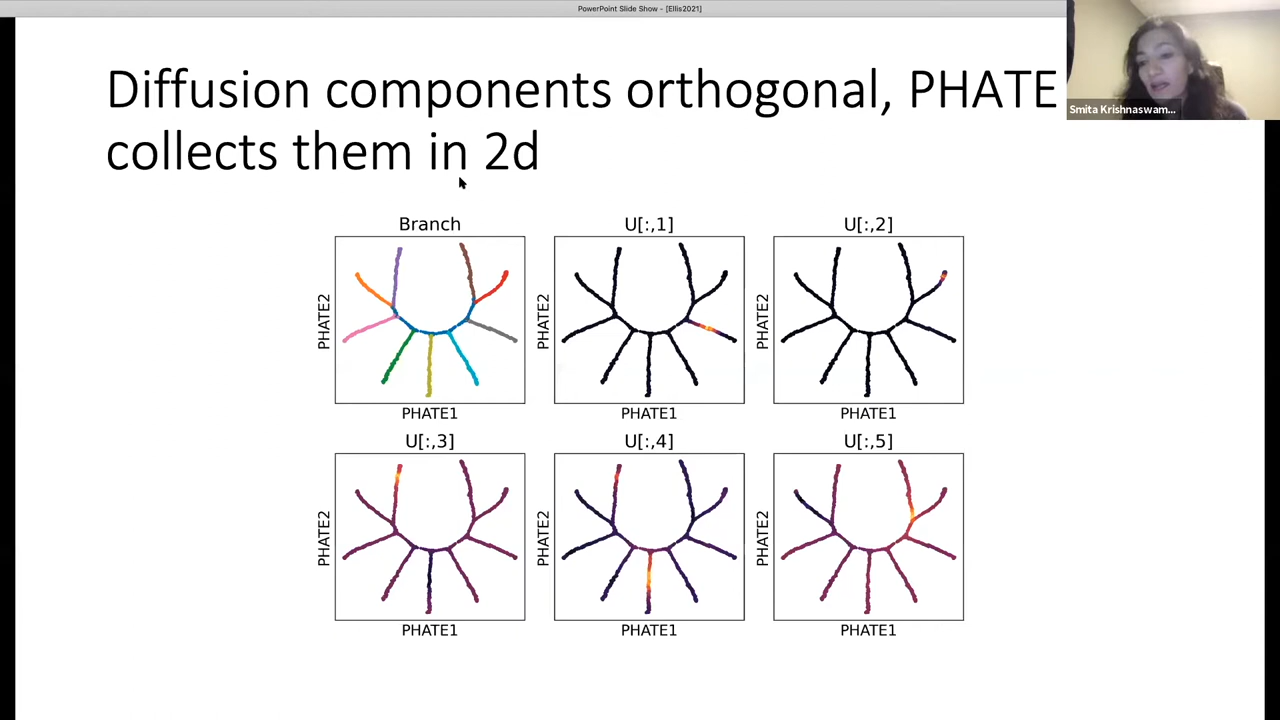 PowerPoint Slide Show - [Ellis2021]
Smita Krishnaswam...
Diffusion components orthogonal, PHATE
collects them in 2d
Branch
U[:,1]
U[:,2]
PHATE2
PHATE2
PHATE2
PHATE1
PHATE1
PHATE1
U[:,3]
U[:,4]
U[:,5]
PHATE2
PHATE2
PHATE2
PHATE1
PHATE1
PHATE1